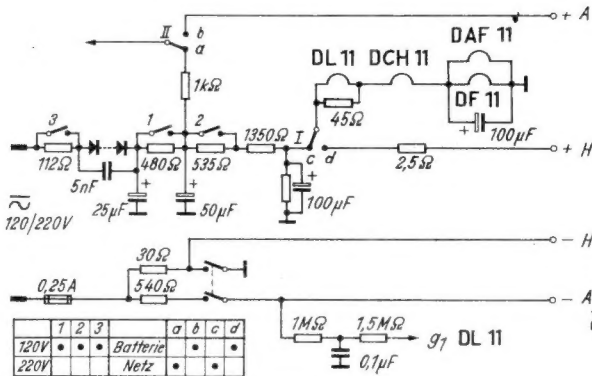 + A
II b
a
DL 11 DCH 11 DAF 11
DF 11
1kΩ
45Ω
+ 100µF
3 1 2 1350Ω I
c d
112Ω 480Ω 535Ω 2,5Ω + H
5nF + + +
25µF 50µF 100µF
120/220V
30Ω - H
0,25A 540Ω - A
1MΩ 1,5MΩ g1 DL 11
0,1µF
1 2 3 a b c d
120V • • • Batterie • •
220V Netz • •